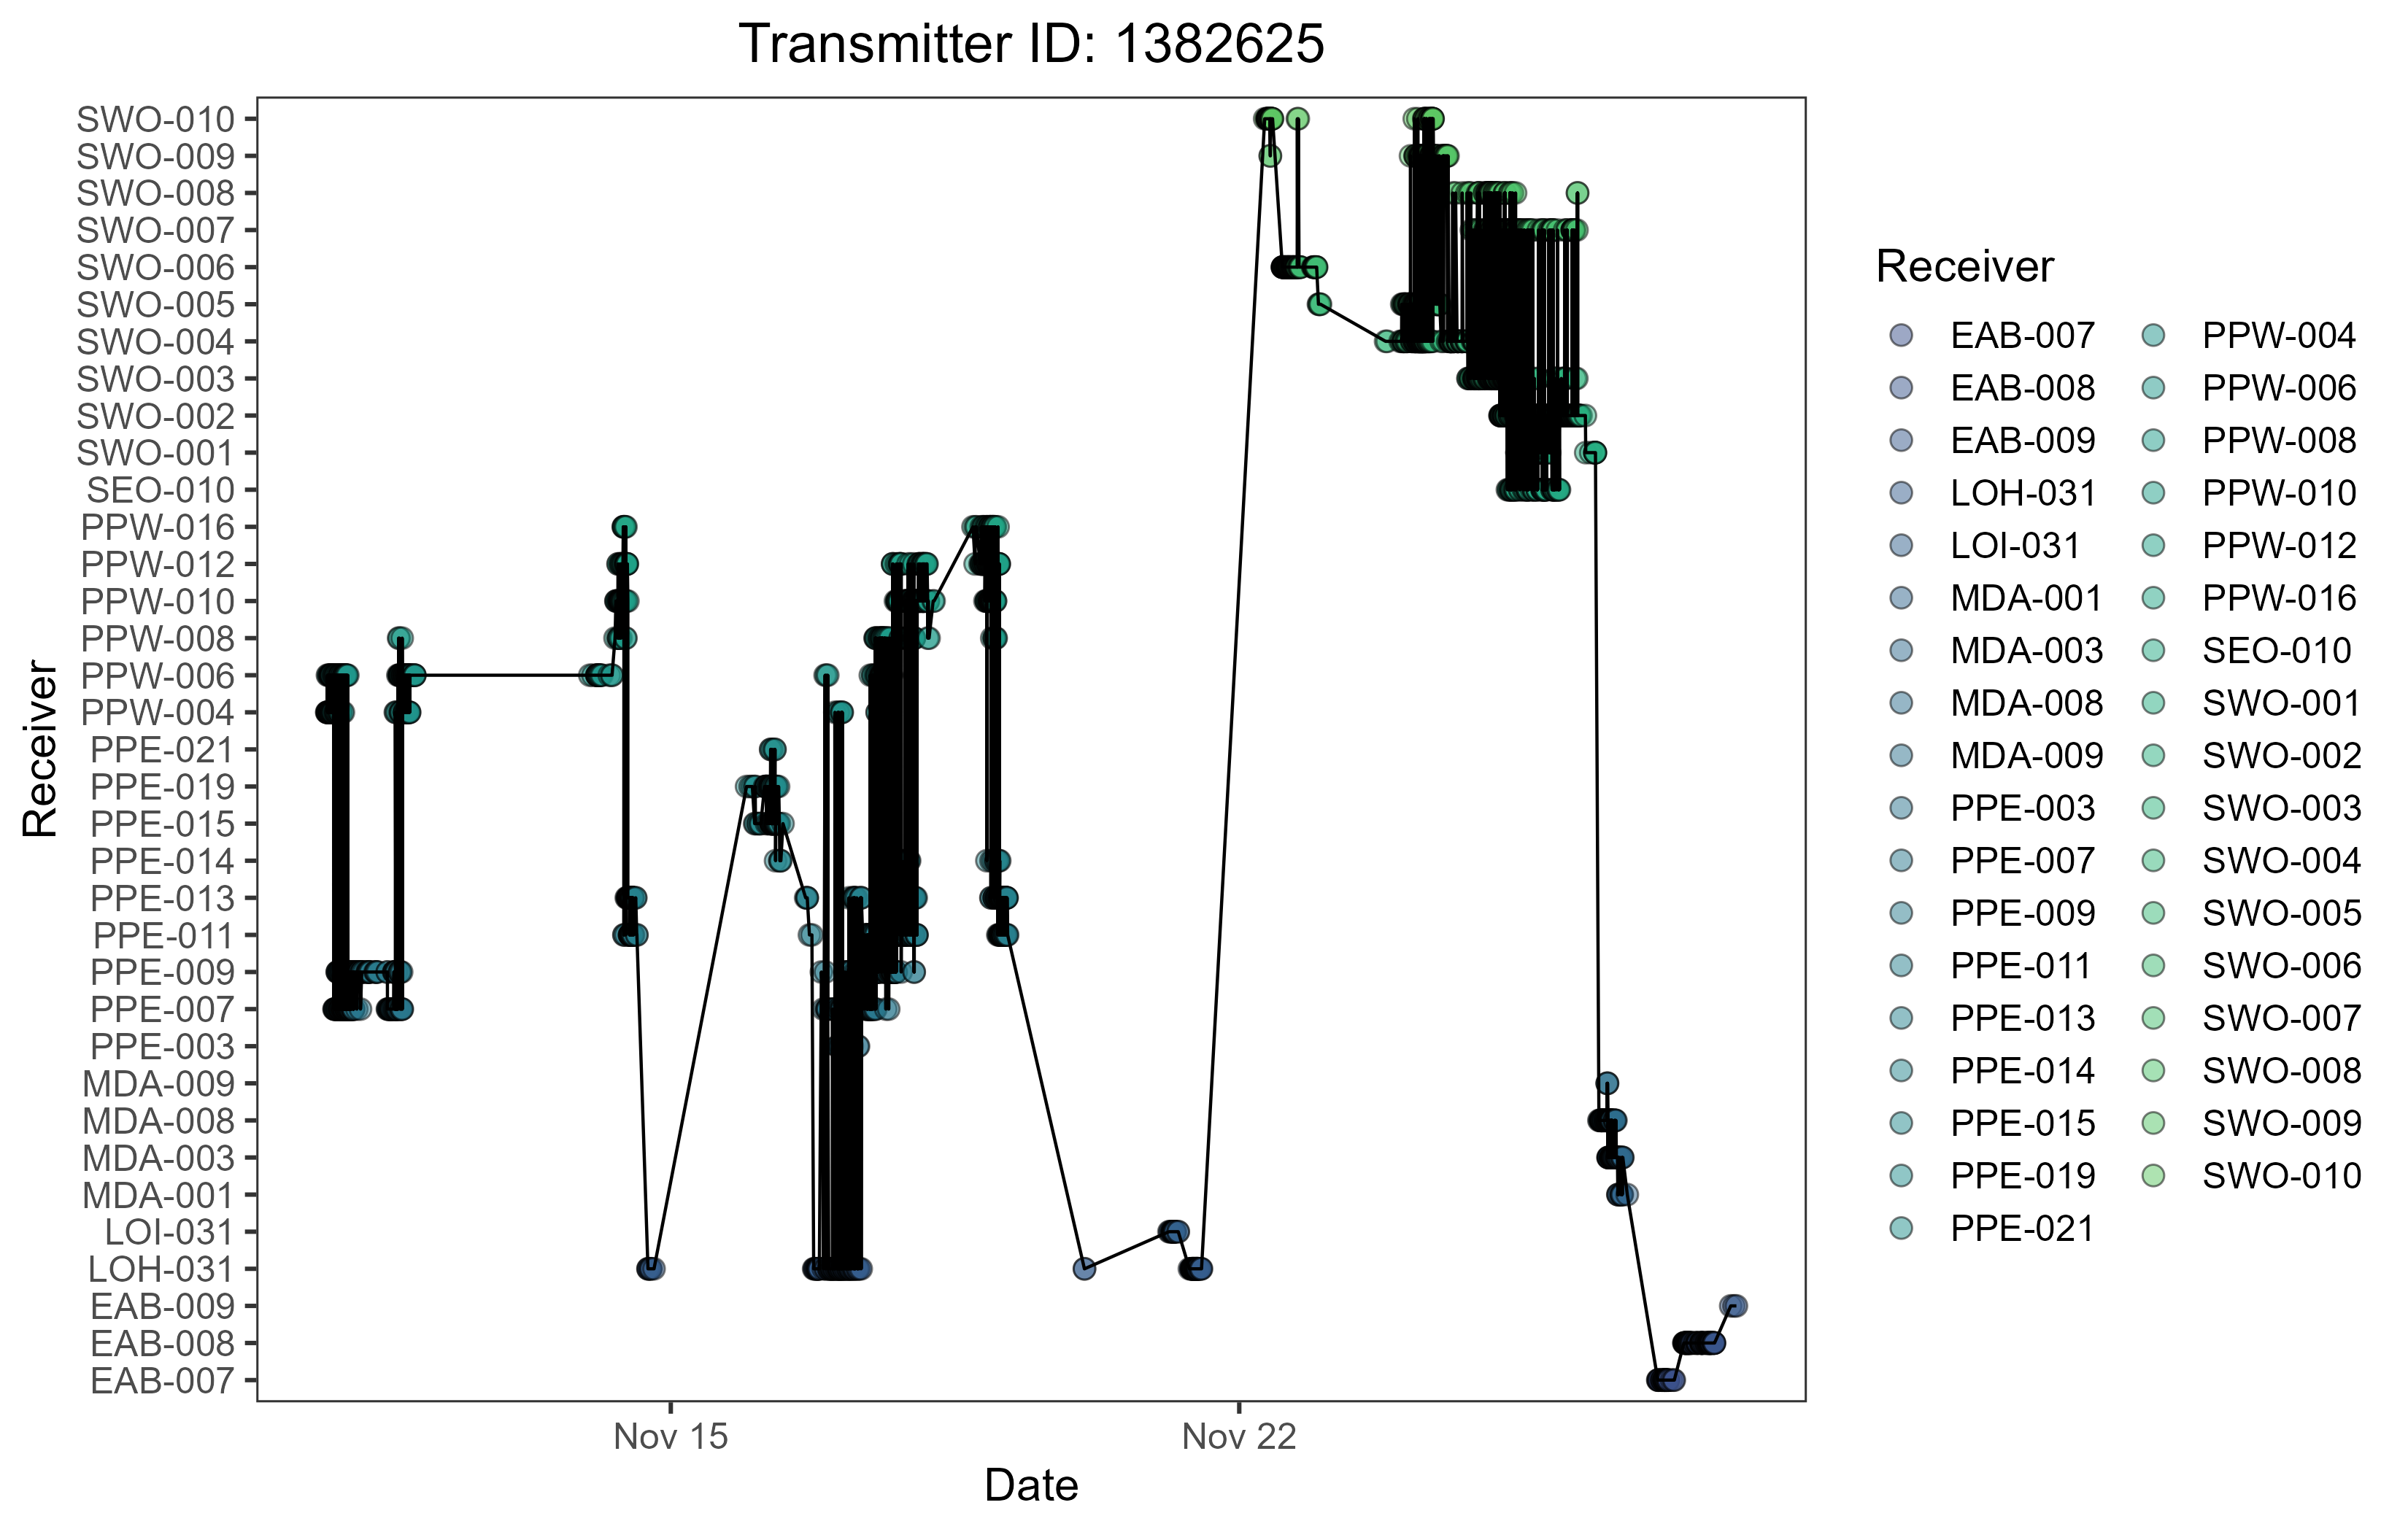 Transmitter ID: 1382625
Receiver
SWO-010
SWO-009
SWO-008
SWO-007
SWO-006
SWO-005
SWO-004
SWO-003
SWO-002
SWO-001
SEO-010
PPW-016
PPW-012
PPW-010
PPW-008
PPW-006
PPW-004
PPE-021
PPE-019
PPE-015
PPE-014
PPE-013
PPE-011
PPE-009
PPE-007
PPE-003
MDA-009
MDA-008
MDA-003
MDA-001
LOI-031
LOH-031
EAB-009
EAB-008
EAB-007
Nov 15
Nov 22
Date
Receiver
EAB-007
EAB-008
EAB-009
LOH-031
LOI-031
MDA-001
MDA-003
MDA-008
MDA-009
PPE-003
PPE-007
PPE-009
PPE-011
PPE-013
PPE-014
PPE-015
PPE-019
PPE-021
PPW-004
PPW-006
PPW-008
PPW-010
PPW-012
PPW-016
SEO-010
SWO-001
SWO-002
SWO-003
SWO-004
SWO-005
SWO-006
SWO-007
SWO-008
SWO-009
SWO-010